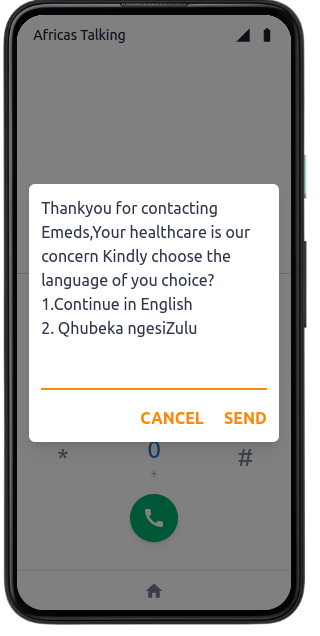 Africas Talking
Thankyou for contacting
Emeds,Your healthcare is our
concern Kindly choose the
language of you choice?
1.Continue in English
2. Qhubeka ngesiZulu
CANCEL SEND
* 0 #
+